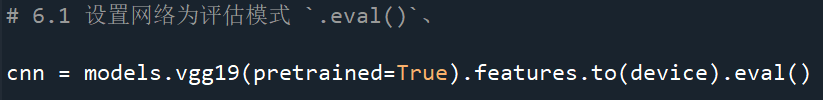 # 6.1 设置网络为评估模式 `.eval()`、
cnn = models.vgg19(pretrained=True).features.to(device).eval()